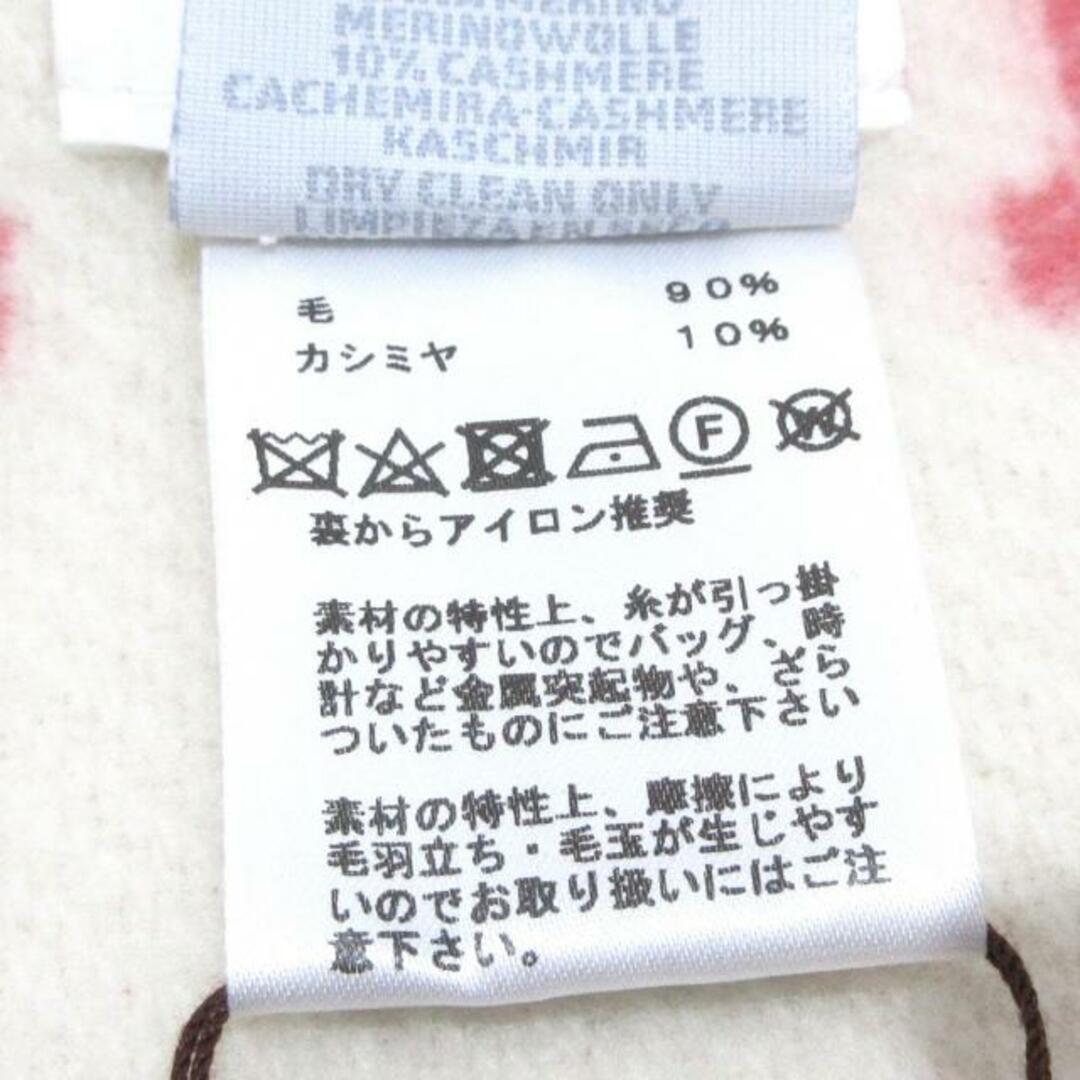 MERINOWOLLE
10% CASHMERE
CACHEMIRA-CASHMERE
KASCHMIR
DRY CLEAN ONLY
LIMPIEZA EN SECO
毛 90%
カシミヤ 10%
F W
裏からアイロン推奨
素材の特性上、糸が引っ掛
かりやすいのでバッグ、時
計など金属突起物や、ざら
ついたものにご注意下さい
素材の特性上、摩擦により
毛羽立ち・毛玉が生じやす
いのでお取り扱いにはご注
意下さい。